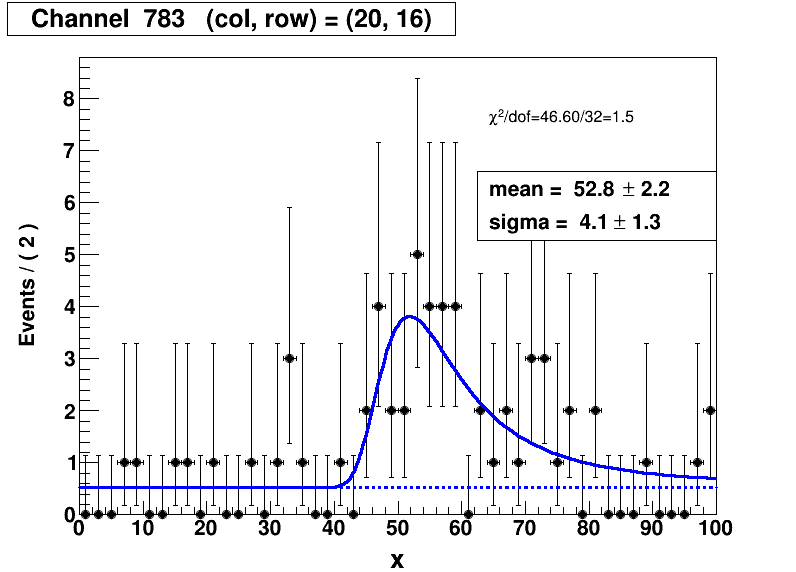 Channel 783 (col, row) = (20, 16)
χ²/dof=46.60/32=1.5
mean = 52.8 ± 2.2
sigma = 4.1 ± 1.3
Events / ( 2 )
8
7
6
5
4
3
2
1
0
0 10 20 30 40 50 60 70 80 90 100
x